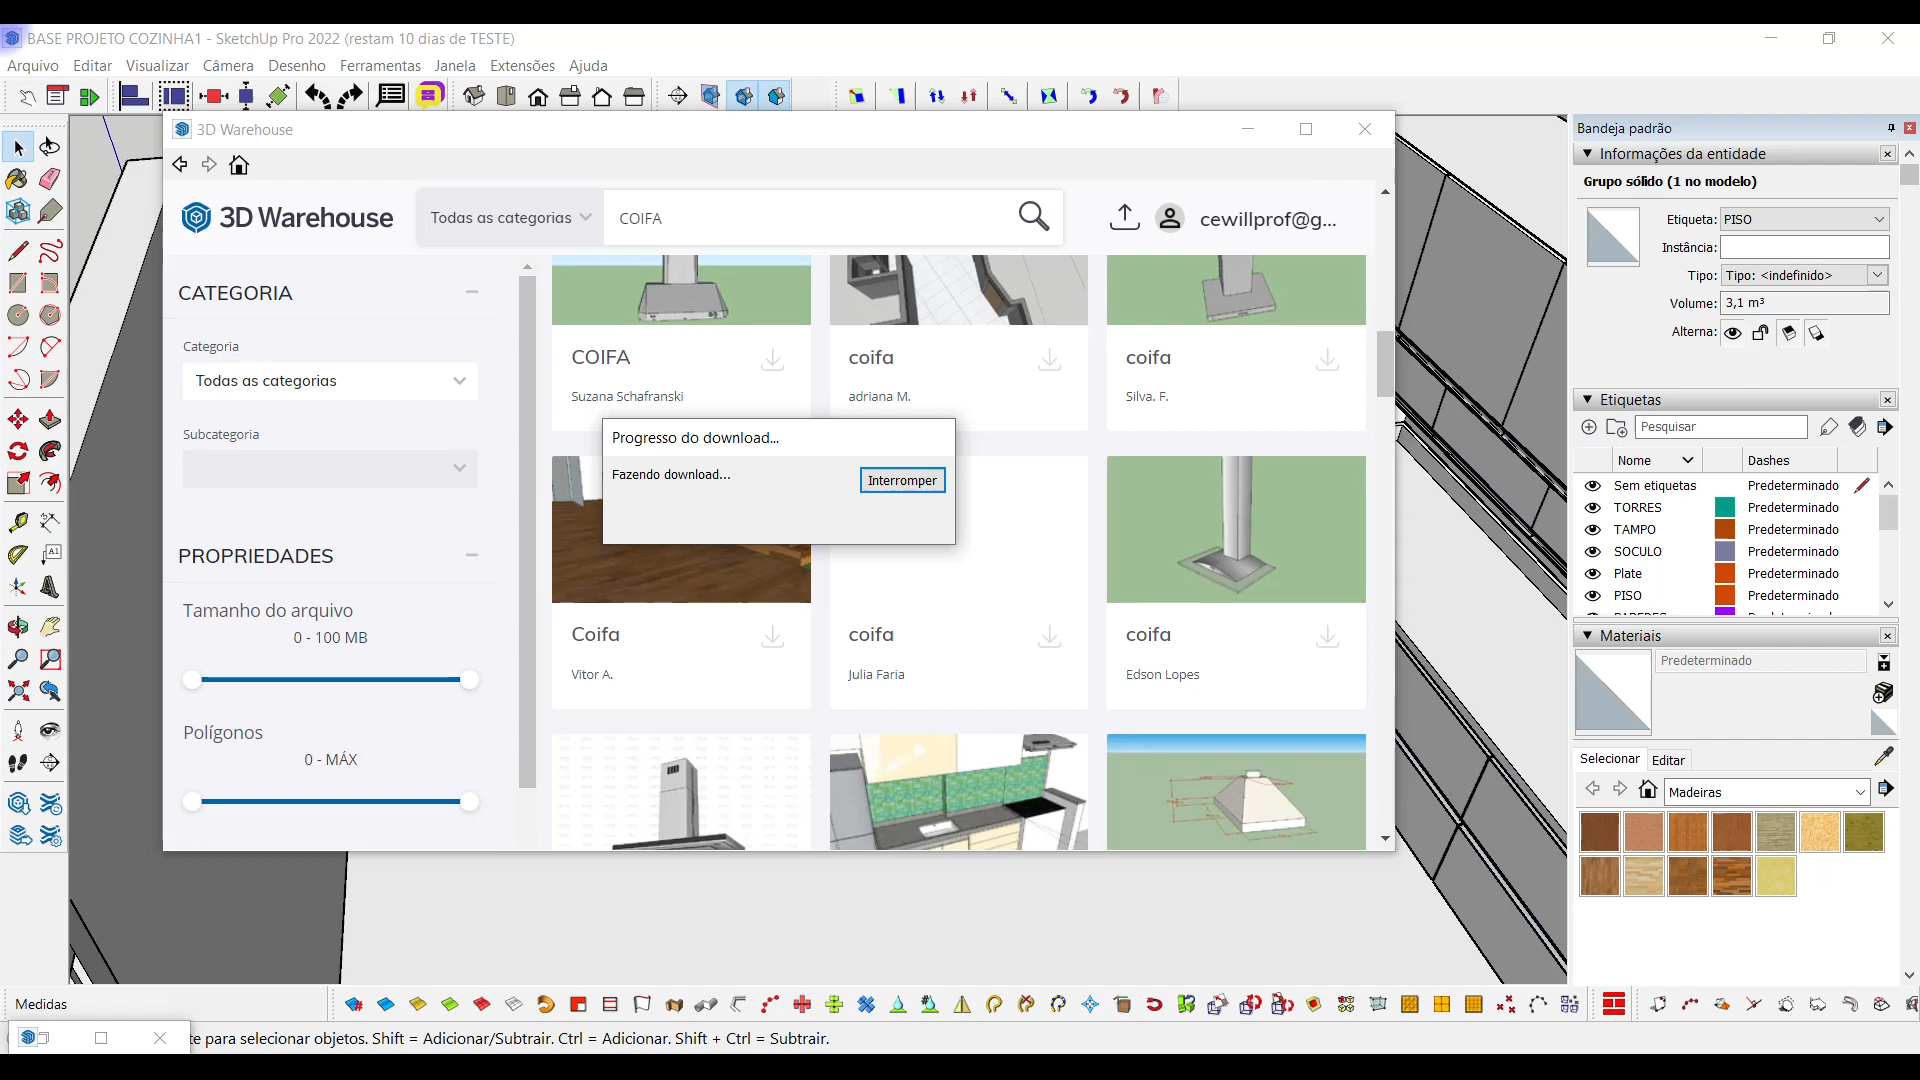 BASE PROJETO COZINHA1 - SketchUp Pro 2022 (restam 10 dias de TESTE)
Arquivo Editar Visualizar Câmera Desenho Ferramentas Janela Extensões Ajuda
3D Warehouse
3D Warehouse
Todas as categorias
COIFA
cewillprof@g...
CATEGORIA
Categoria
Todas as categorias
Subcategoria
PROPRIEDADES
Tamanho do arquivo
0 - 100 MB
Polígonos
0 - MÁX
COIFA
Suzana Schafranski
coifa
adriana M.
coifa
Silva. F.
Progresso do download...
Fazendo download...
Interromper
Coifa
Vitor A.
coifa
Julia Faria
coifa
Edson Lopes
Bandeja padrão
Informações da entidade
Grupo sólido (1 no modelo)
Etiqueta: PISO
Instância:
Tipo: Tipo: <indefinido>
Volume: 3,1 m³
Alterna:
Etiquetas
Pesquisar
Nome Dashes
Sem etiquetas Predeterminado
TORRES Predeterminado
TAMPO Predeterminado
SOCULO Predeterminado
Plate Predeterminado
PISO Predeterminado
Materiais
Predeterminado
Selecionar Editar
Madeiras
A1
Medidas
te para selecionar objetos. Shift = Adicionar/Subtrair. Ctrl = Adicionar. Shift + Ctrl = Subtrair.